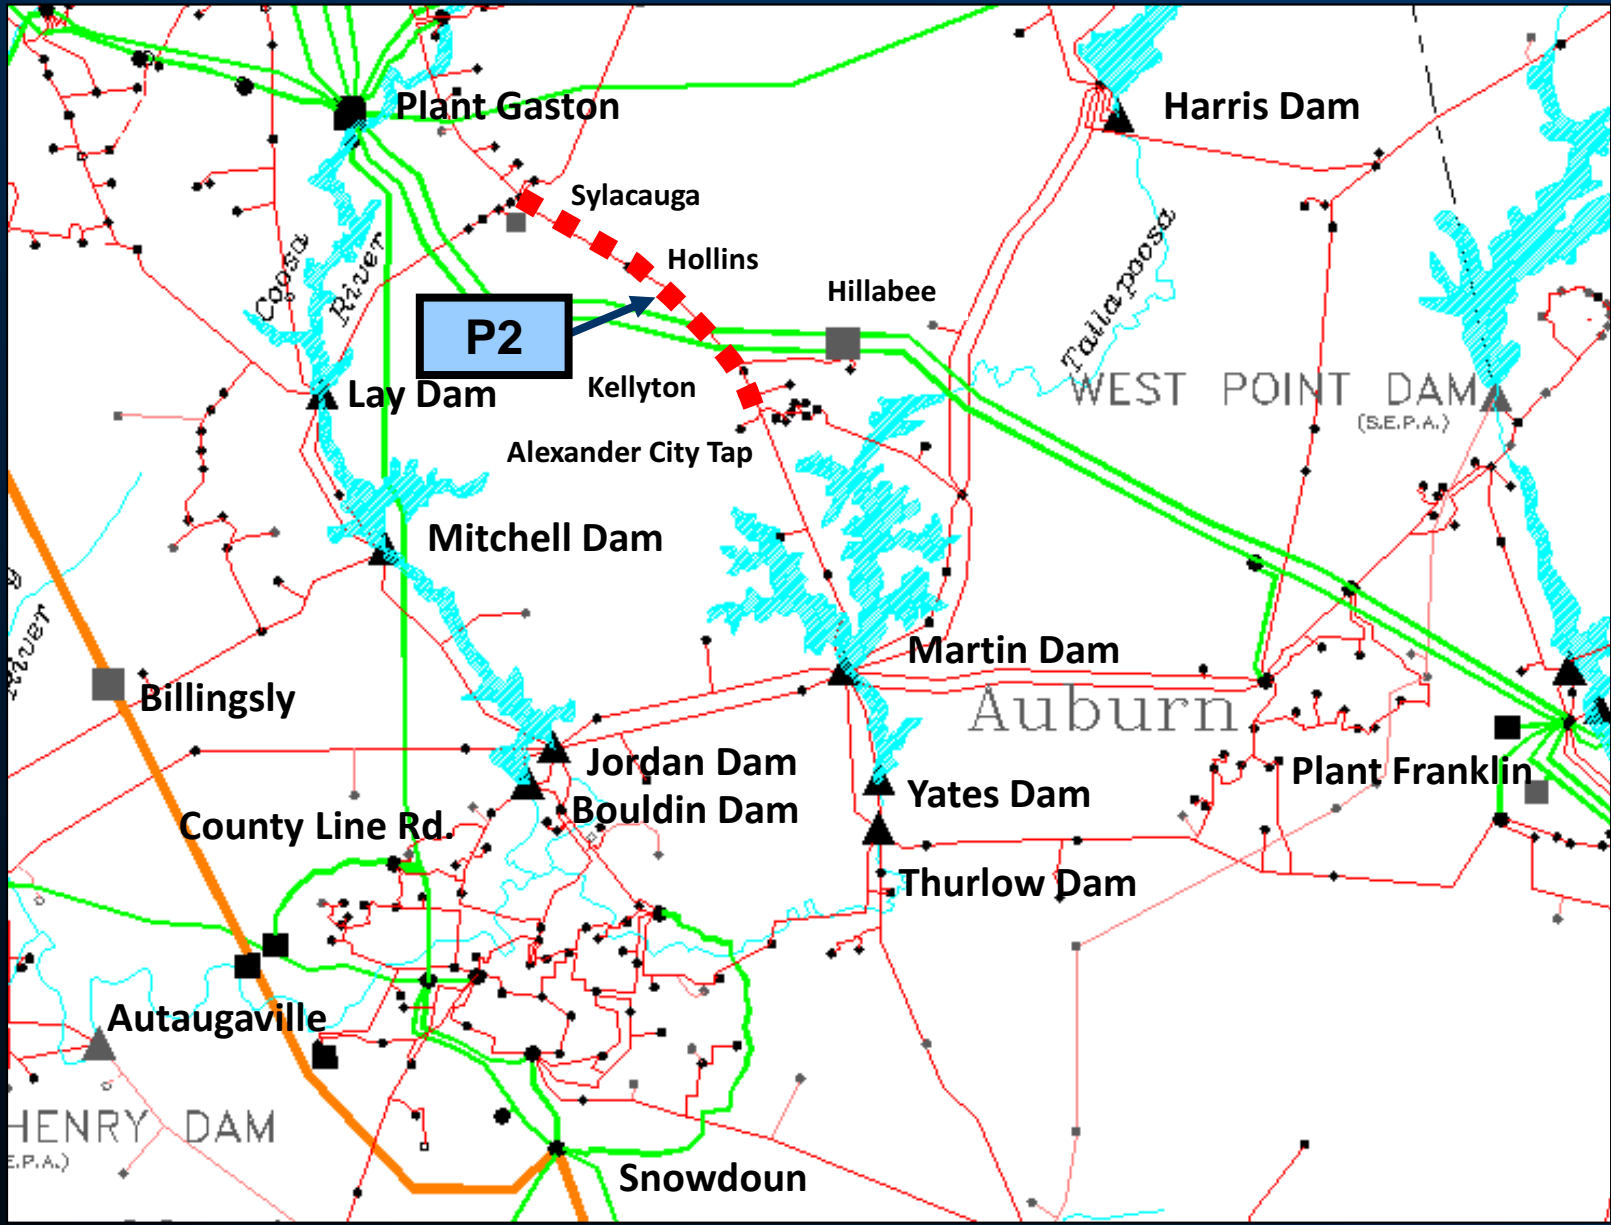 Plant Gaston
Harris Dam
Sylacauga
Coosa
River
Hollins
Tallapoosa
Hillabee
P2
Lay Dam
Kellyton
WEST POINT DAM
(S.E.P.A.)
Alexander City Tap
Mitchell Dam
River
Martin Dam
Billingsly
Auburn
Jordan Dam
Plant Franklin
Bouldin Dam
Yates Dam
County Line Rd.
Thurlow Dam
Autaugaville
HENRY DAM
E.P.A.)
Snowdoun